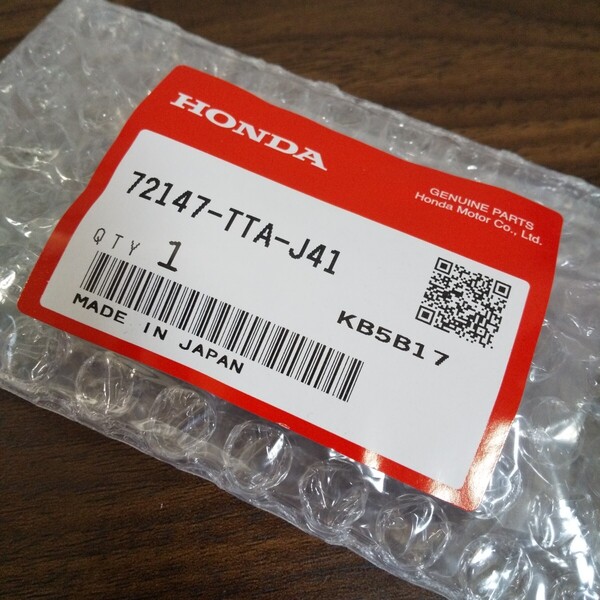 HONDA
GENUINE PARTS
Honda Motor Co., Ltd.
72147-TTA-J41
QTY 1
KB5B17
MADE IN JAPAN